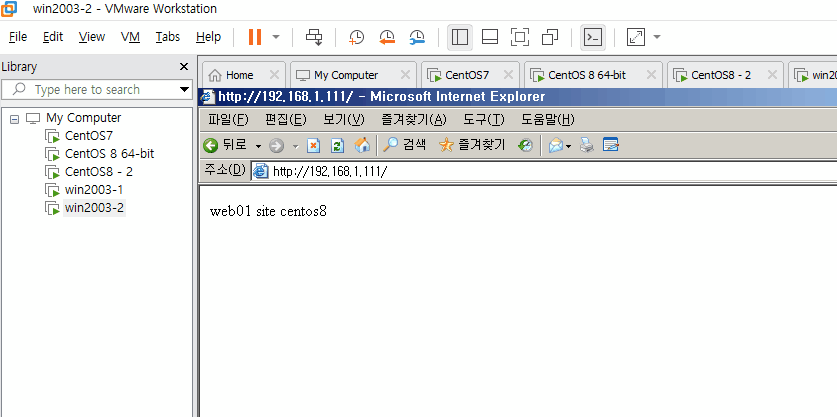 win2003-2 - VMware Workstation
File Edit View VM Tabs Help
Library
Type here to search
My Computer
CentOS7
CentOS 8 64-bit
CentOS8 - 2
win2003-1
win2003-2
Home My Computer CentOS7 CentOS 8 64-bit CentOS8 - 2
http://192.168.1.111/ - Microsoft Internet Explorer
파일(F) 편집(E) 보기(V) 즐겨찾기(A) 도구(T) 도움말(H)
뒤로 검색 즐겨찾기
주소(D) http://192.168.1.111/
web01 site centos8